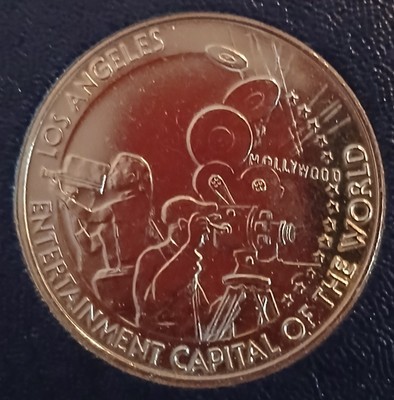 LOS ANGELES
HOLLYWOOD
ENTERTAINMENT CAPITAL OF THE WORLD